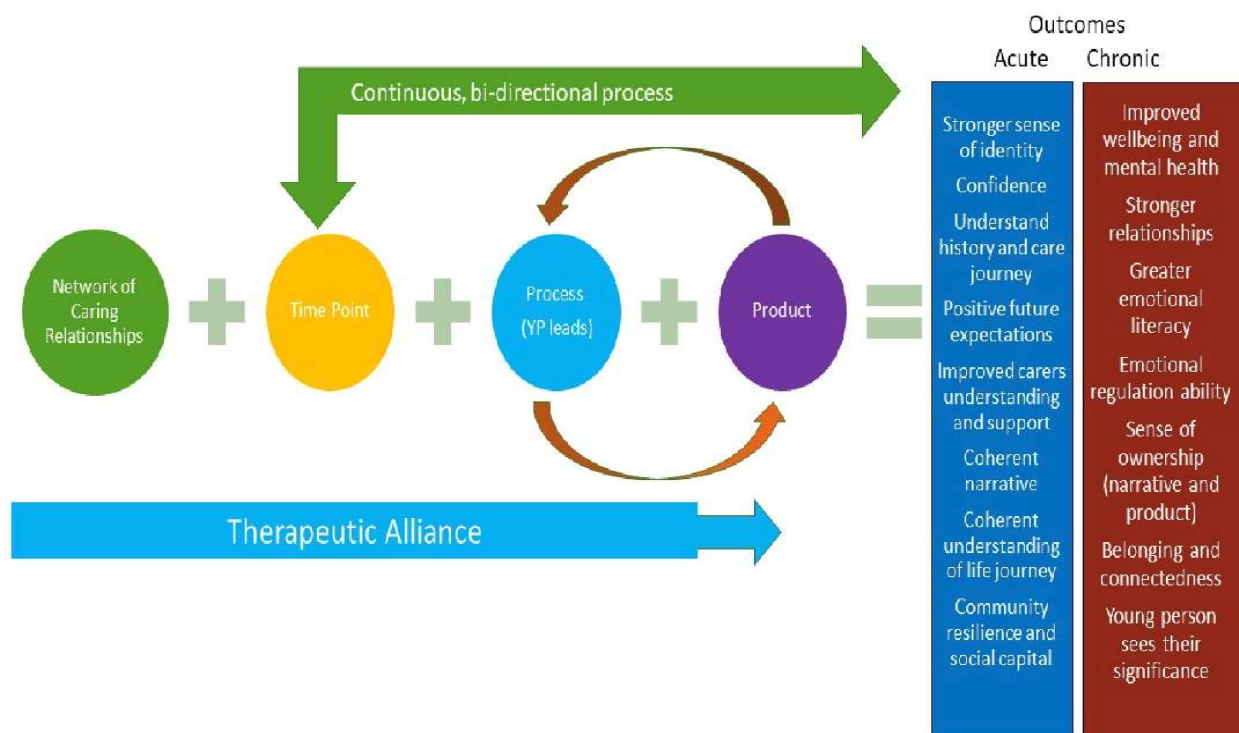 Outcomes
Acute
Chronic
Continuous, bi-directional process
Network of
Caring
Relationships
Time Point
Process
(YP leads)
Product
Therapeutic Alliance
Stronger sense
of identity
Confidence
Understand
history and care
journey
Positive future
expectations
Improved carers
understanding
and support
Coherent
narrative
Coherent
understanding
of life journey
Community
resilience and
social capital
Improved
wellbeing and
mental health
Stronger
relationships
Greater
emotional
literacy
Emotional
regulation ability
Sense of
ownership
(narrative and
product)
Belonging and
connectedness
Young person
sees their
significance